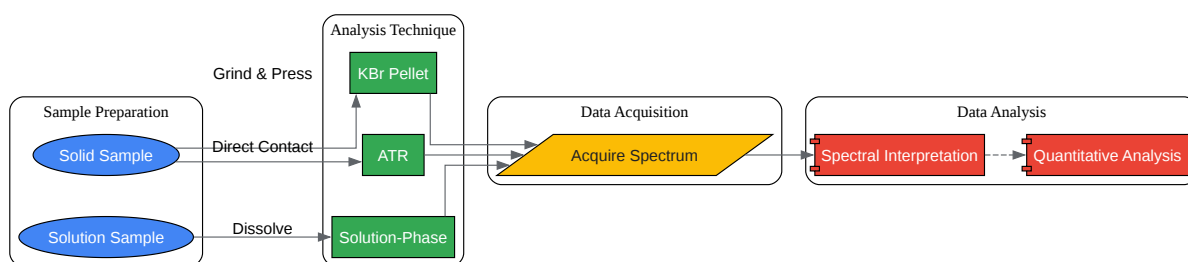 Analysis Technique
Grind & Press
KBr Pellet
Sample Preparation
Data Acquisition
Data Analysis
Solid Sample
Direct Contact
ATR
Acquire Spectrum
Spectral Interpretation
Quantitative Analysis
Solution Sample
Dissolve
Solution-Phase